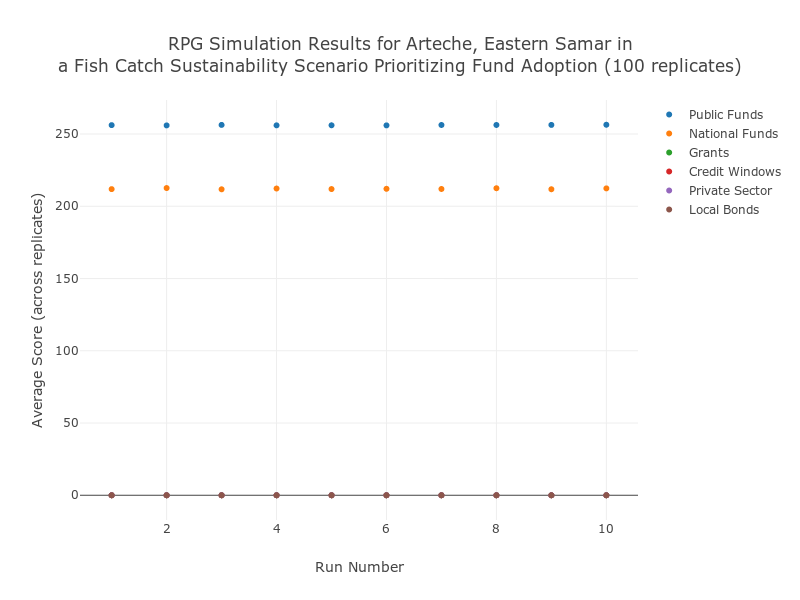 RPG Simulation Results for Arteche, Eastern Samar in
a Fish Catch Sustainability Scenario Prioritizing Fund Adoption (100 replicates)
Public Funds
National Funds
Grants
Credit Windows
Private Sector
Local Bonds
Average Score (across replicates)
250
200
150
100
50
0
2 4 6 8 10
Run Number